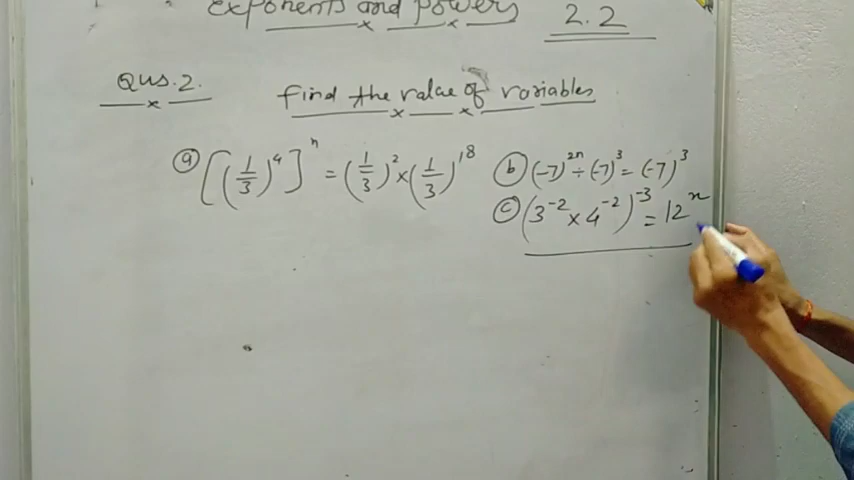 Exponents and Powers 2.2
Qus.2. find the value of variables
(a) [(1/3)^4]^n = (1/3)^2 × (1/3)^18
(b) (-7)^2n ÷ (-7)^3 = (-7)^3
(c) (3^-2 × 4^-2)^-3 = 12^n